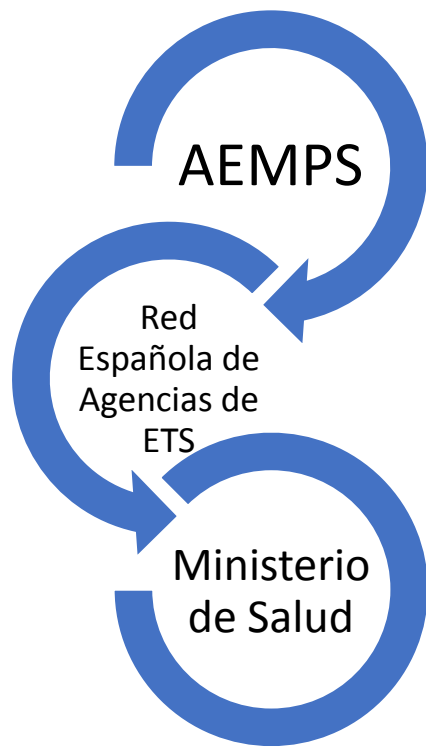 AEMPS
Red
Española de
Agencias de
ETS
Ministerio
de Salud